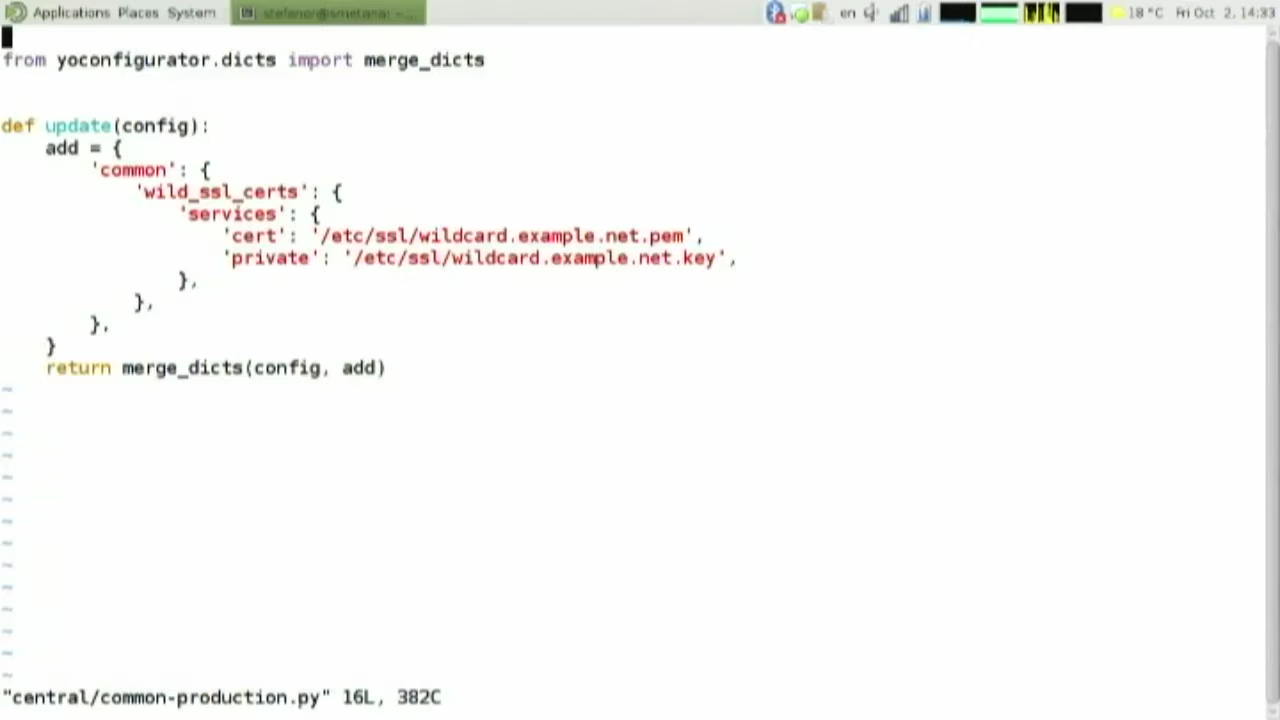 Applications Places System stefanor@smetana: ~... en 18 °C Fri Oct 2, 14:33
from yoconfigurator.dicts import merge_dicts
def update(config):
    add = {
        'common': {
            'wild_ssl_certs': {
                'services': {
                    'cert': '/etc/ssl/wildcard.example.net.pem',
                    'private': '/etc/ssl/wildcard.example.net.key',
                },
            },
        },
    }
    return merge_dicts(config, add)
~
~
~
~
~
~
~
~
~
~
~
~
~
~
"central/common-production.py" 16L, 382C